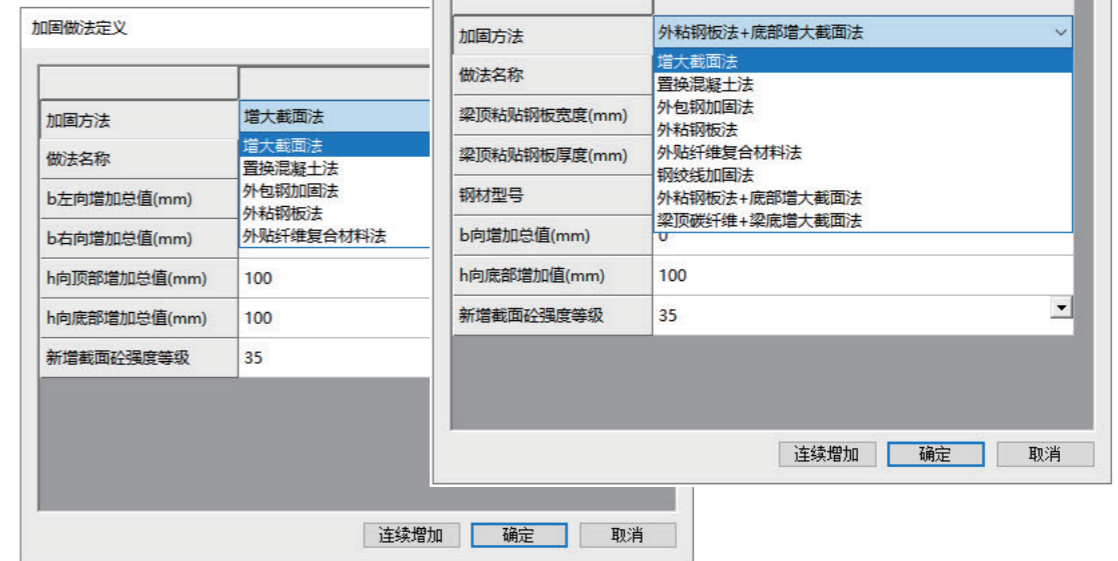 加固做法定义
加固方法
增大截面法
增大截面法
置换混凝土法
外包钢加固法
外粘钢板法
外贴纤维复合材料法
做法名称
b左向增加总值(mm)
b右向增加总值(mm)
h向顶部增加总值(mm)
100
h向底部增加总值(mm)
100
新增截面砼强度等级
35
连续增加
确定
取消
加固方法
外粘钢板法+底部增大截面法
增大截面法
置换混凝土法
外包钢加固法
外粘钢板法
外贴纤维复合材料法
钢绞线加固法
外粘钢板法+底部增大截面法
梁顶碳纤维+梁底增大截面法
做法名称
梁顶粘贴钢板宽度(mm)
梁顶粘贴钢板厚度(mm)
钢材型号
b向增加总值(mm)
0
h向底部增加值(mm)
100
新增截面砼强度等级
35
连续增加
确定
取消